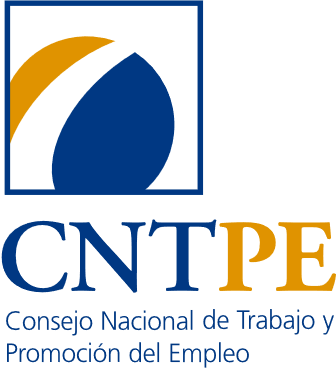 CNTPE
Consejo Nacional de Trabajo y
Promoción del Empleo